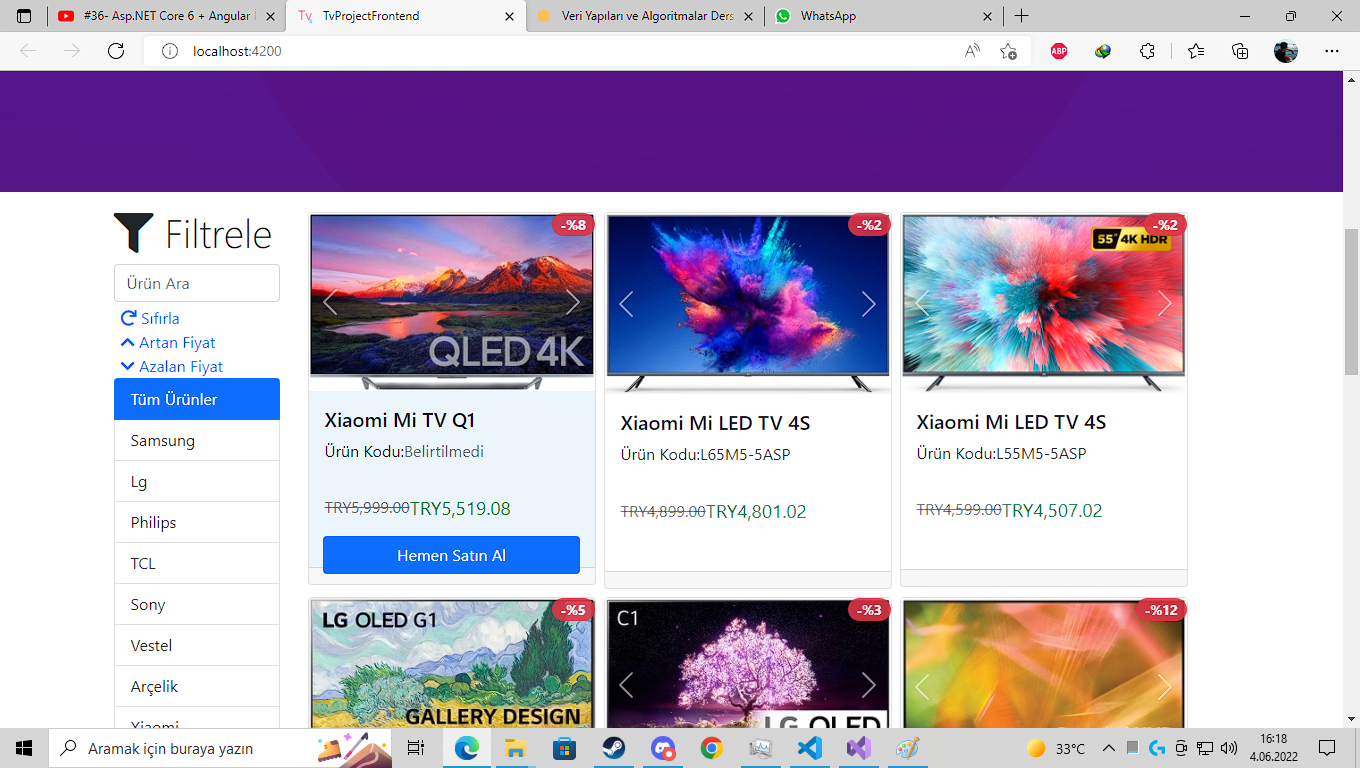 #36- Asp.NET Core 6 + Angular
TvProjectFrontend
Veri Yapıları ve Algoritmalar Ders
WhatsApp
localhost:4200
ABP
Filtrele
Ürün Ara
Sıfırla
Artan Fiyat
Azalan Fiyat
Tüm Ürünler
Samsung
Lg
Philips
TCL
Sony
Vestel
Arçelik
Xiaomi
-%8
QLED 4K
Xiaomi Mi TV Q1
Ürün Kodu:Belirtilmedi
TRY5,999.00TRY5,519.08
Hemen Satın Al
-%2
Xiaomi Mi LED TV 4S
Ürün Kodu:L65M5-5ASP
TRY4,899.00TRY4,801.02
-%2
55" 4K HDR
Xiaomi Mi LED TV 4S
Ürün Kodu:L55M5-5ASP
TRY4,599.00TRY4,507.02
-%5
LG OLED G1
GALLERY DESIGN
-%3
C1
LG OLED
-%12
Aramak için buraya yazın
33°C
16:18
4.06.2022